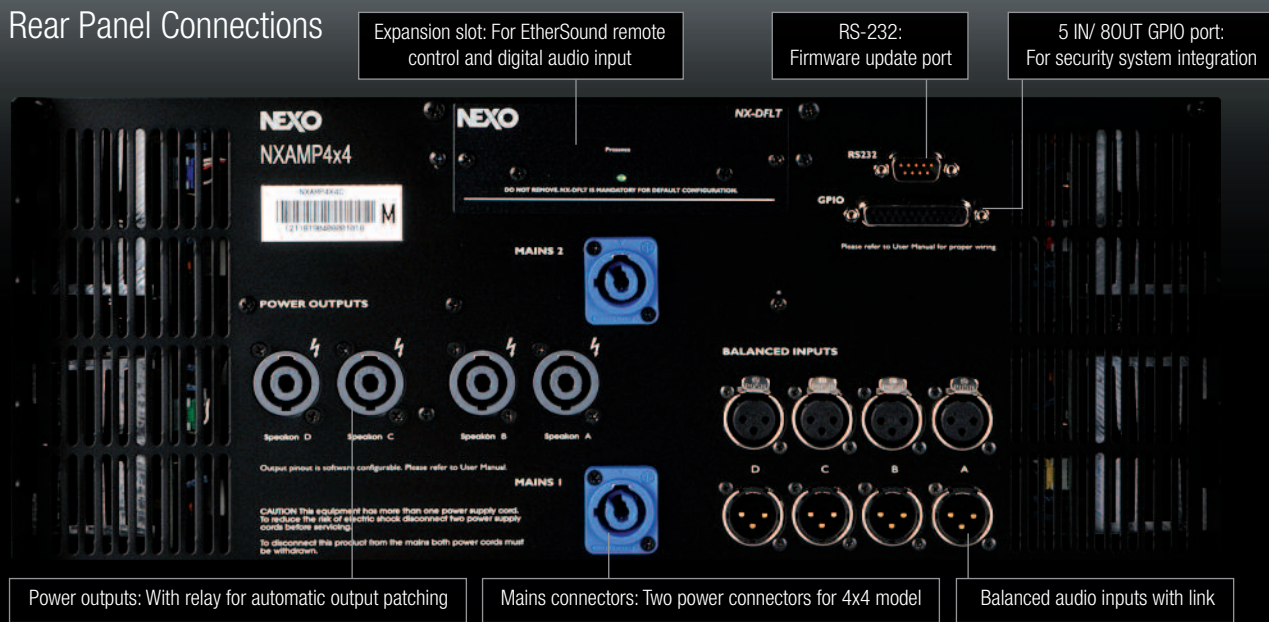 Rear Panel Connections
Expansion slot: For EtherSound remote
control and digital audio input
RS-232:
Firmware update port
5 IN/ 8OUT GPIO port:
For security system integration
NEXO
NXAMP4x4
NXAMP4X4C
M
NEXO
NX-DFLT
Presence
DO NOT REMOVE. NX-DFLT IS MANDATORY FOR DEFAULT CONFIGURATION.
RS232
GPIO
Please refer to User Manual for proper wiring
MAINS 2
POWER OUTPUTS
Speakon D
Speakon C
Speakon B
Speakon A
Output pinout is software configurable. Please refer to User Manual.
MAINS 1
CAUTION This equipment has more than one power supply cord.
To reduce the risk of electric shock disconnect two power supply
cords before servicing.
To disconnect this product from the mains both power cords must
be withdrawn.
BALANCED INPUTS
D
C
B
A
Power outputs: With relay for automatic output patching
Mains connectors: Two power connectors for 4x4 model
Balanced audio inputs with link